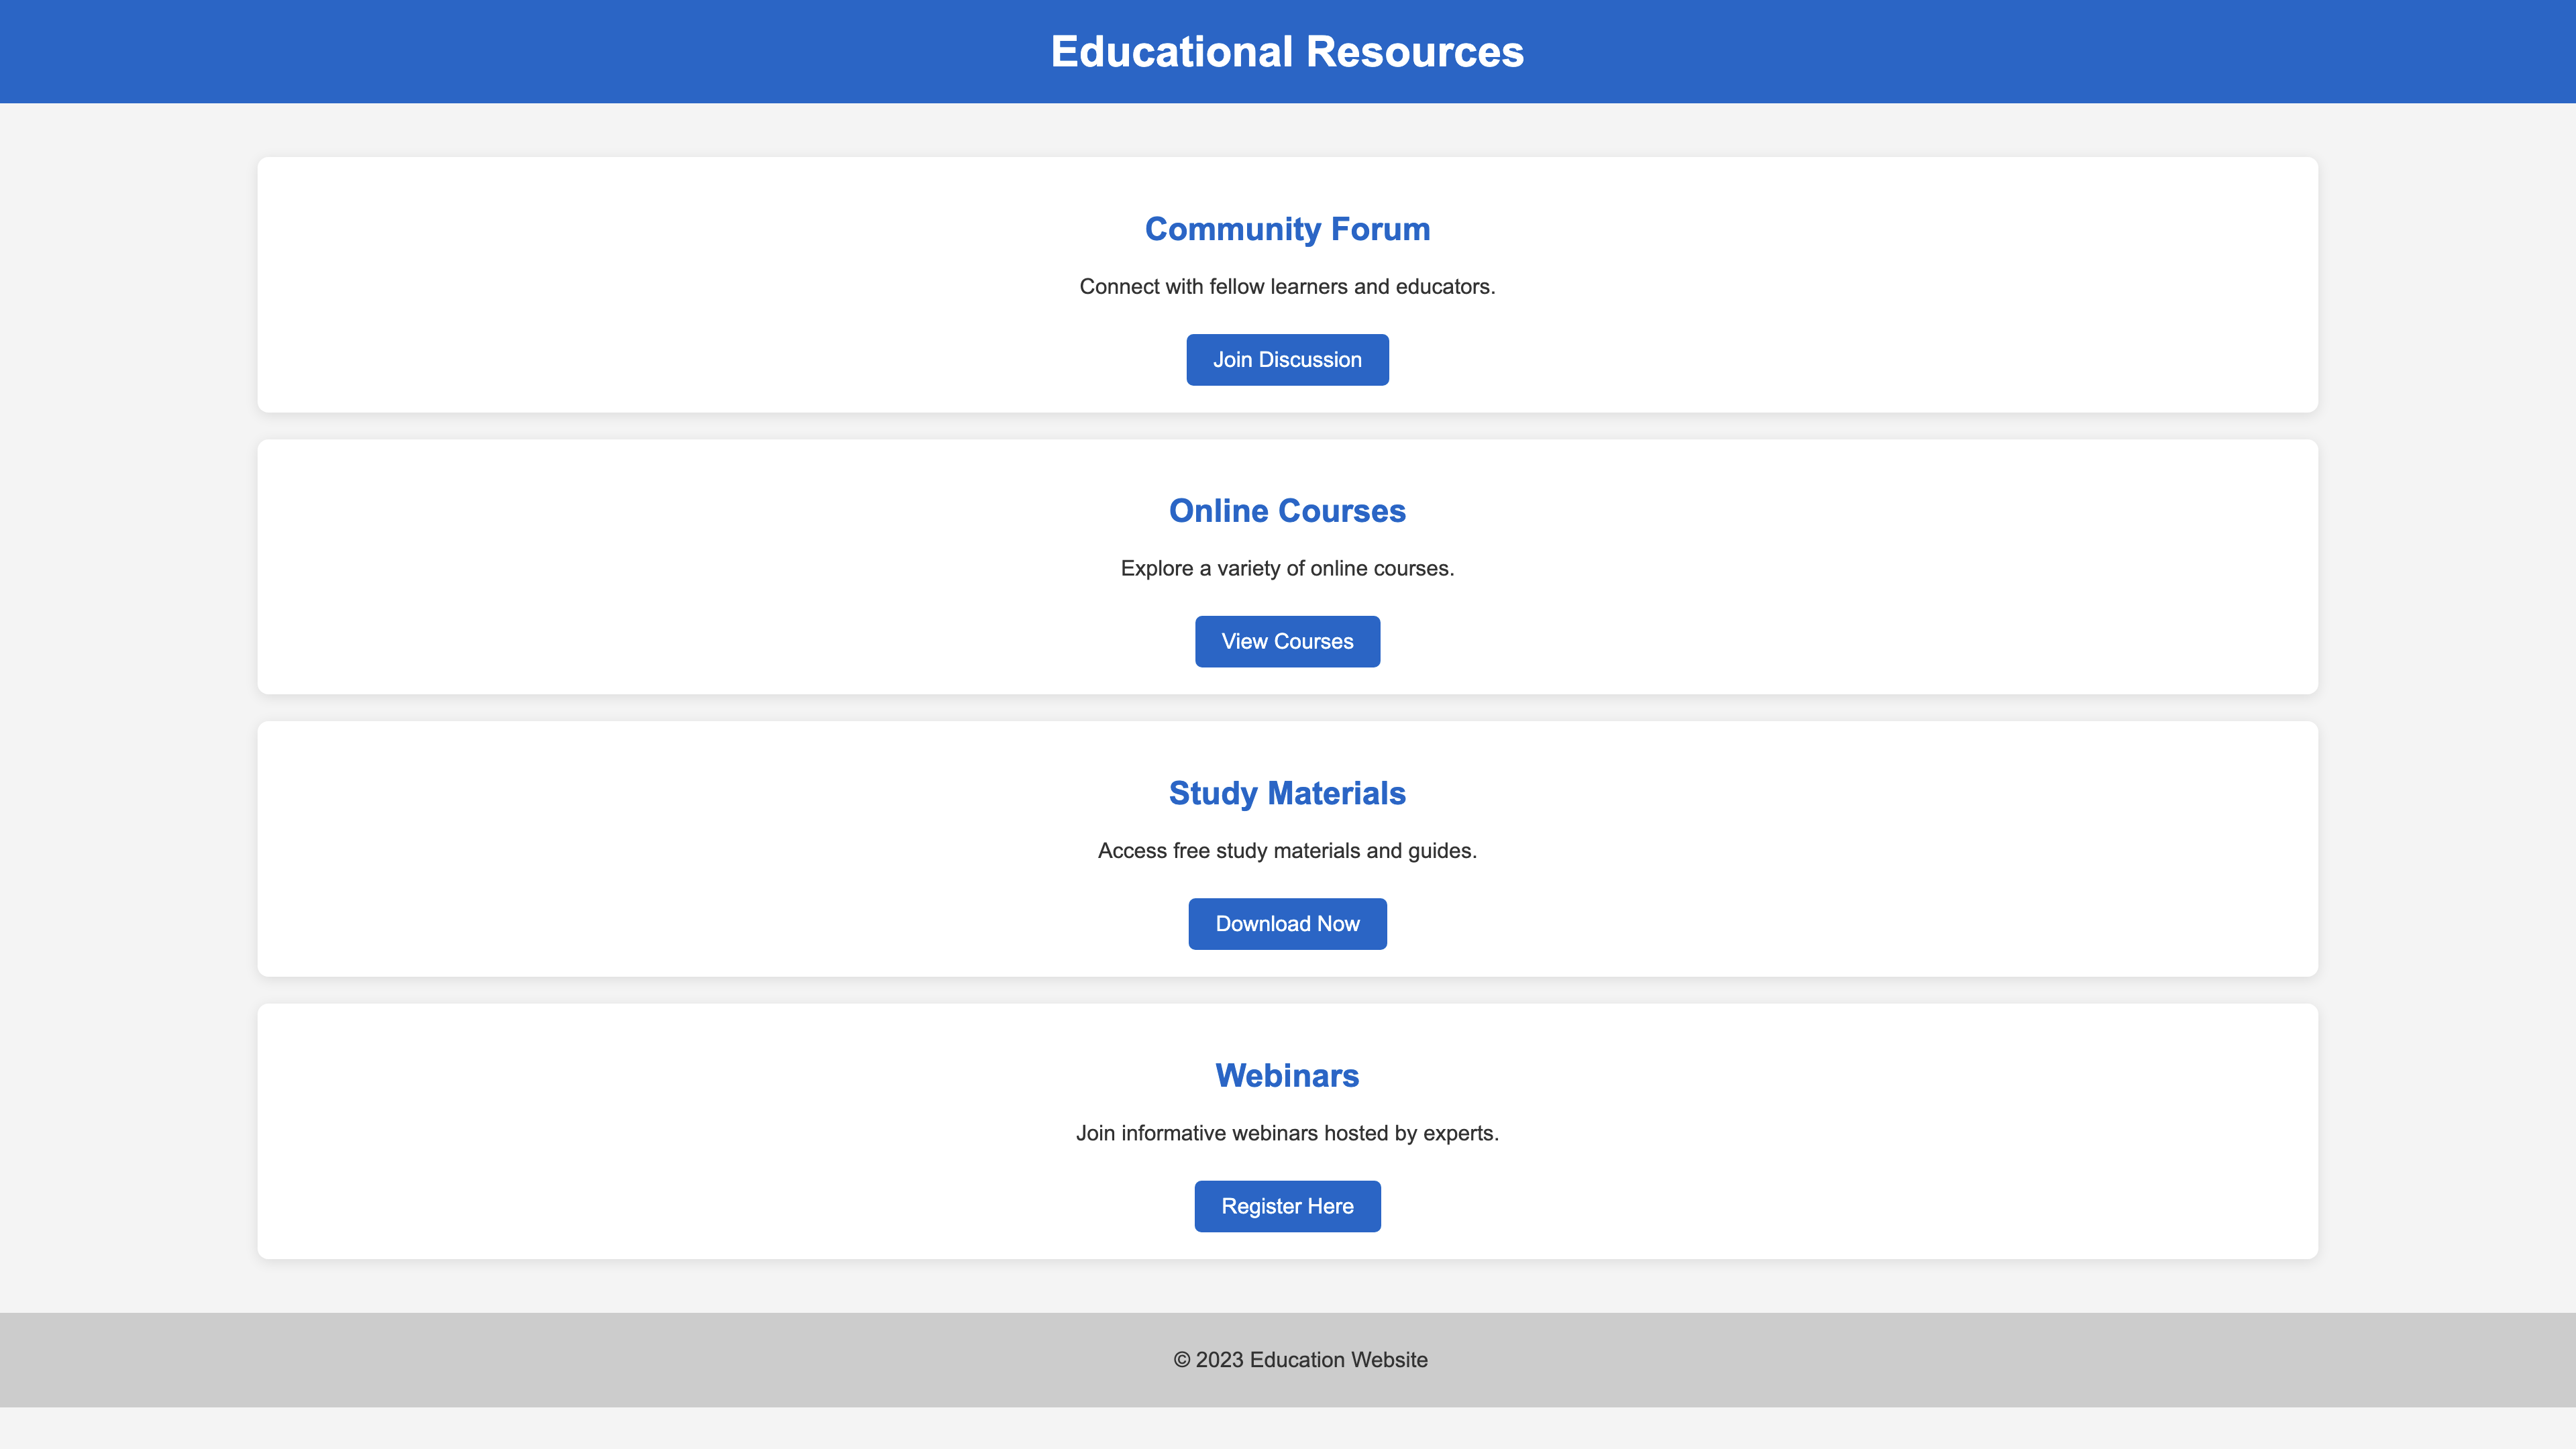 Educational Resources
Community Forum
Connect with fellow learners and educators.
Join Discussion
Online Courses
Explore a variety of online courses.
View Courses
Study Materials
Access free study materials and guides.
Download Now
Webinars
Join informative webinars hosted by experts.
Register Here
© 2023 Education Website